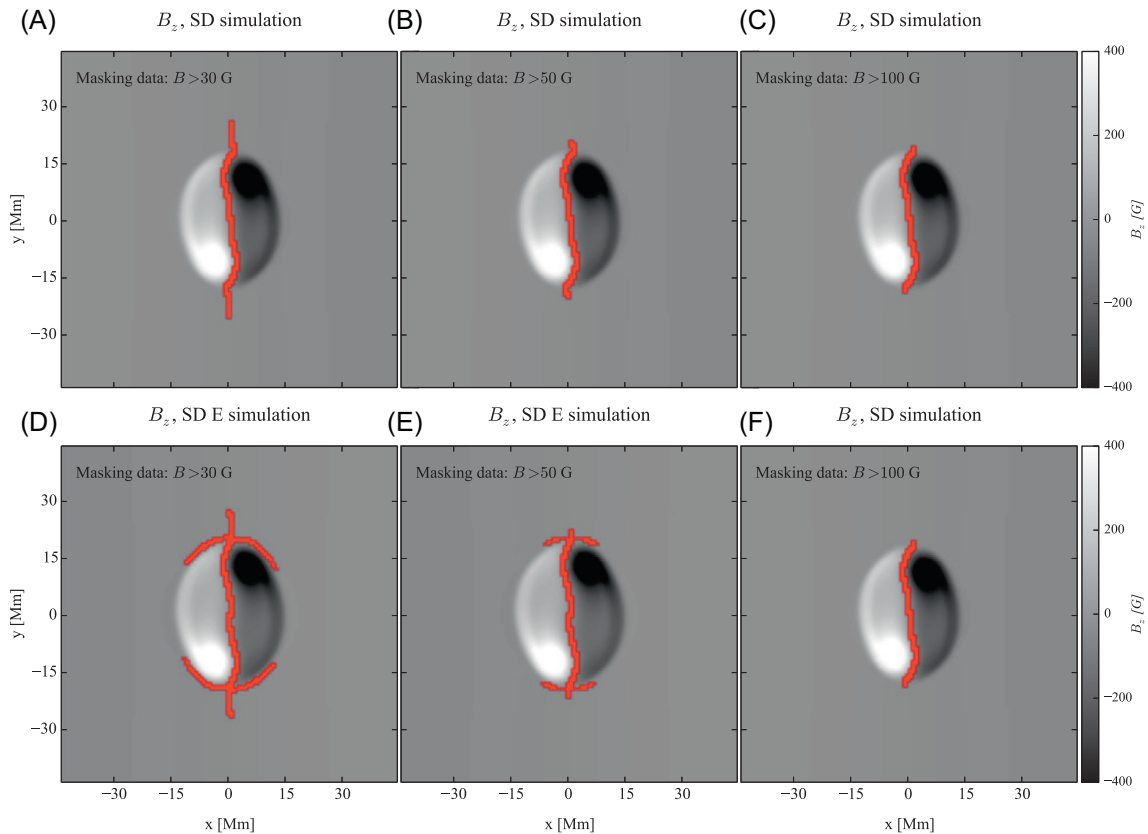 (A) B_z, SD simulation
(B) B_z, SD simulation
(C) B_z, SD simulation
Masking data: B >30 G
Masking data: B >50 G
Masking data: B >100 G
y [Mm]
30
15
0
−15
−30
400
200
0
−200
−400
B_z [G]
(D) B_z, SD E simulation
(E) B_z, SD E simulation
(F) B_z, SD simulation
Masking data: B >30 G
Masking data: B >50 G
Masking data: B >100 G
y [Mm]
30
15
0
−15
−30
400
200
0
−200
−400
B_z [G]
−30 −15 0 15 30
−30 −15 0 15 30
−30 −15 0 15 30
x [Mm]
x [Mm]
x [Mm]